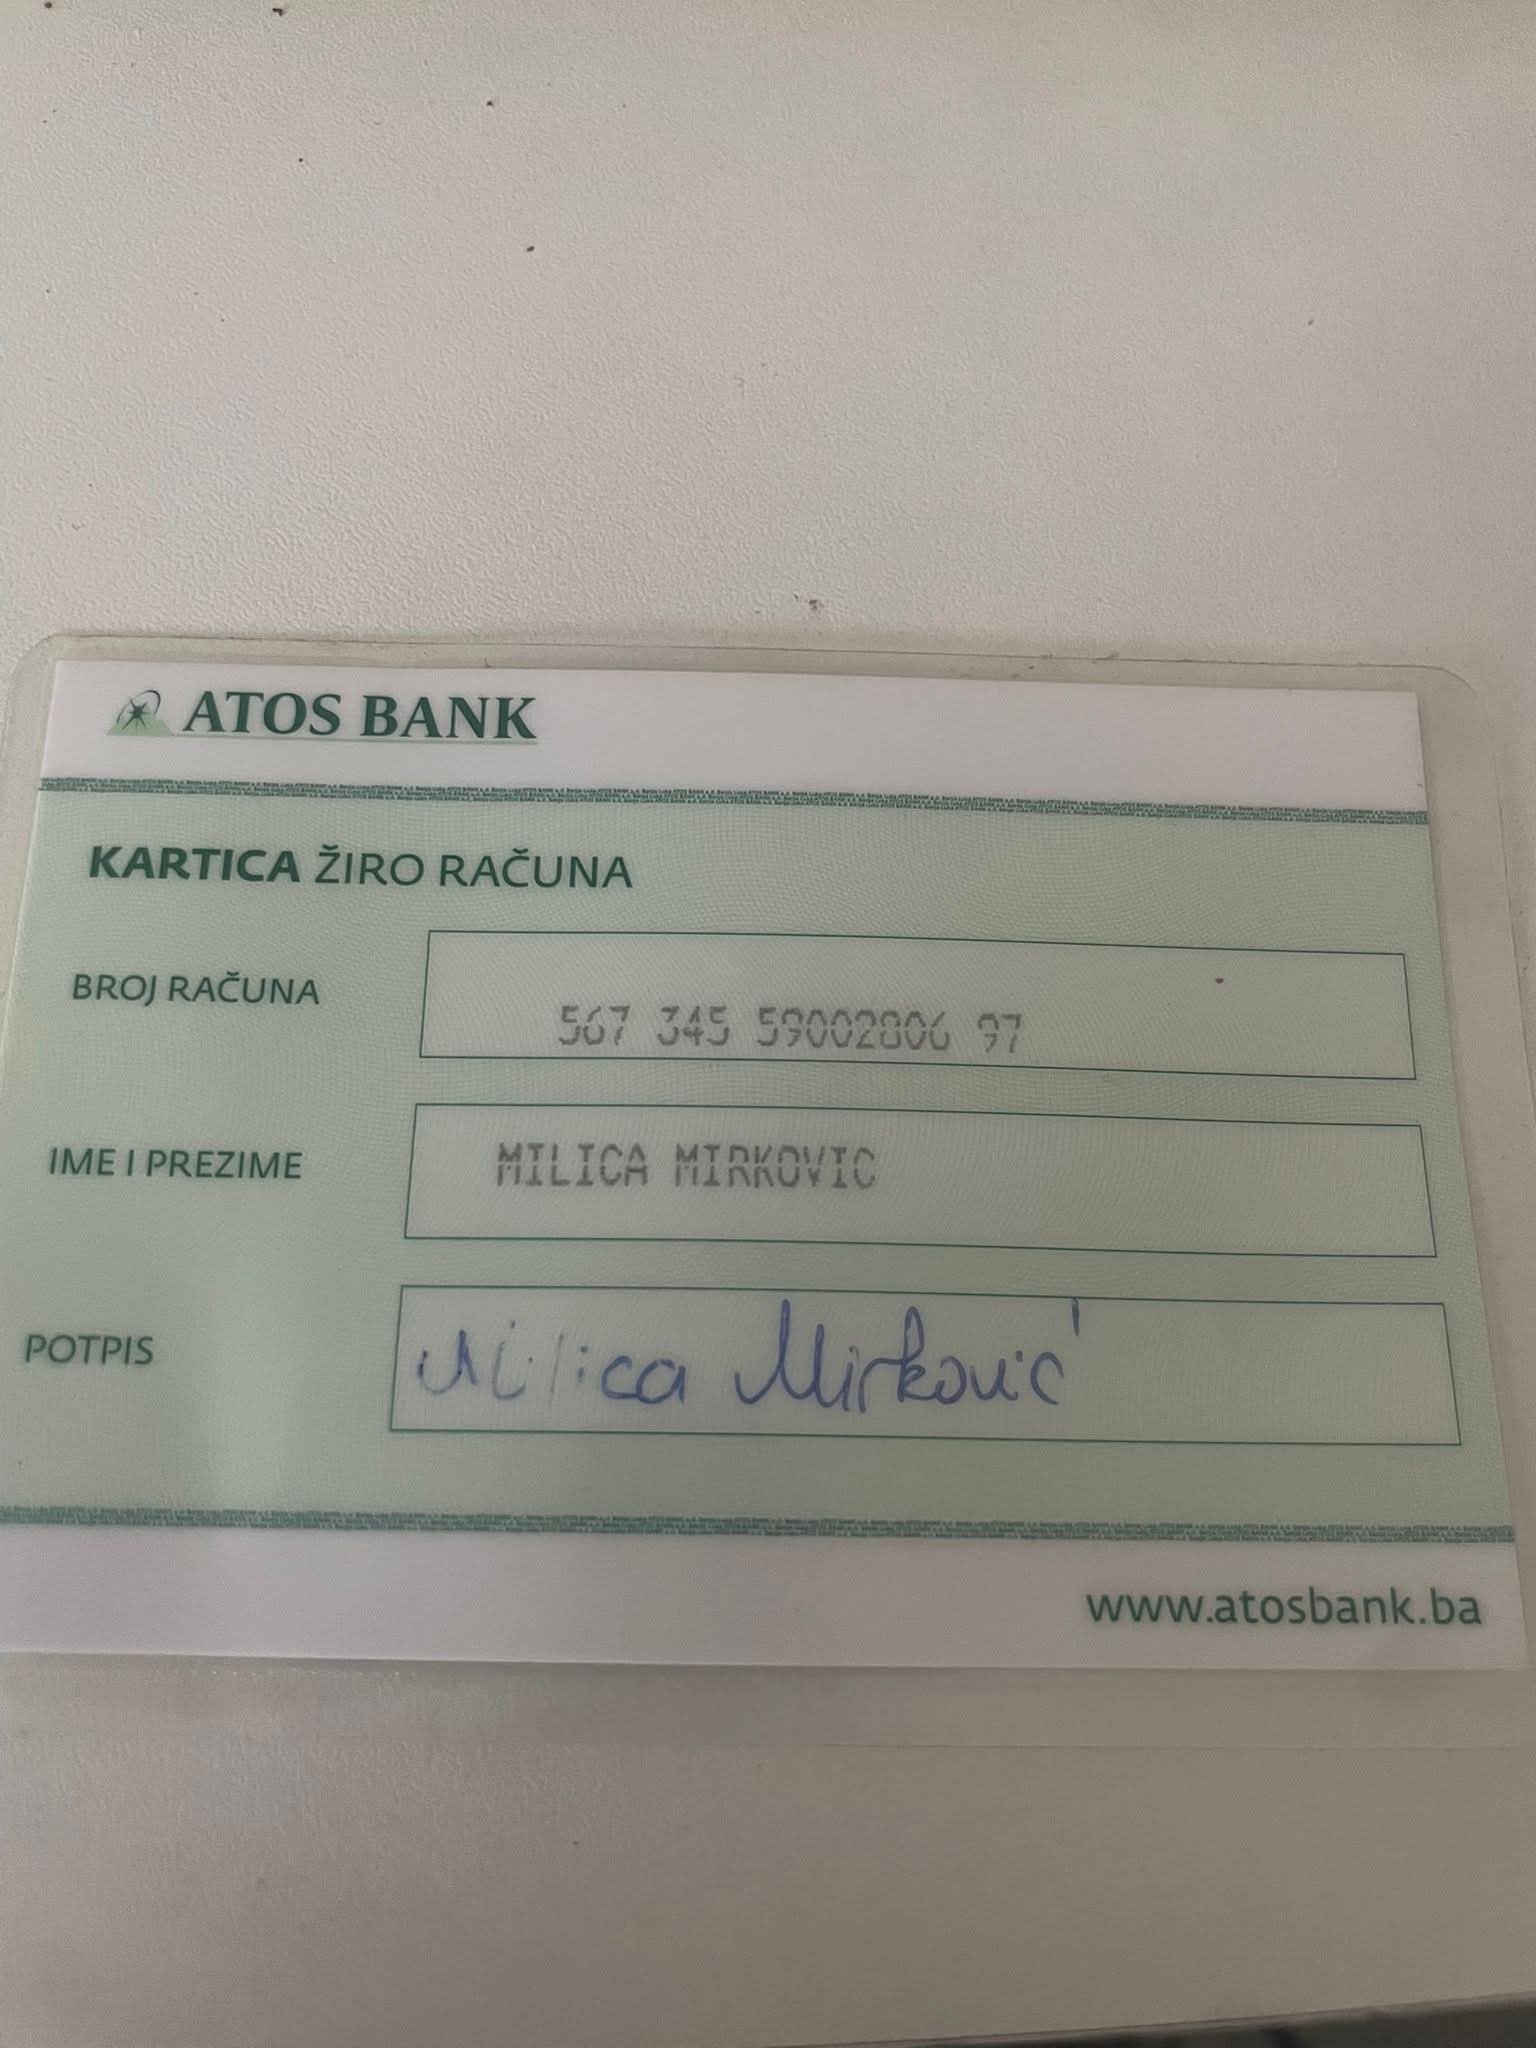 ATOS BANK
KARTICA ŽIRO RAČUNA
BROJ RAČUNA
567 345 59002806 97
IME I PREZIME
MILICA MIRKOVIC
POTPIS
Milica Mirković
www.atosbank.ba